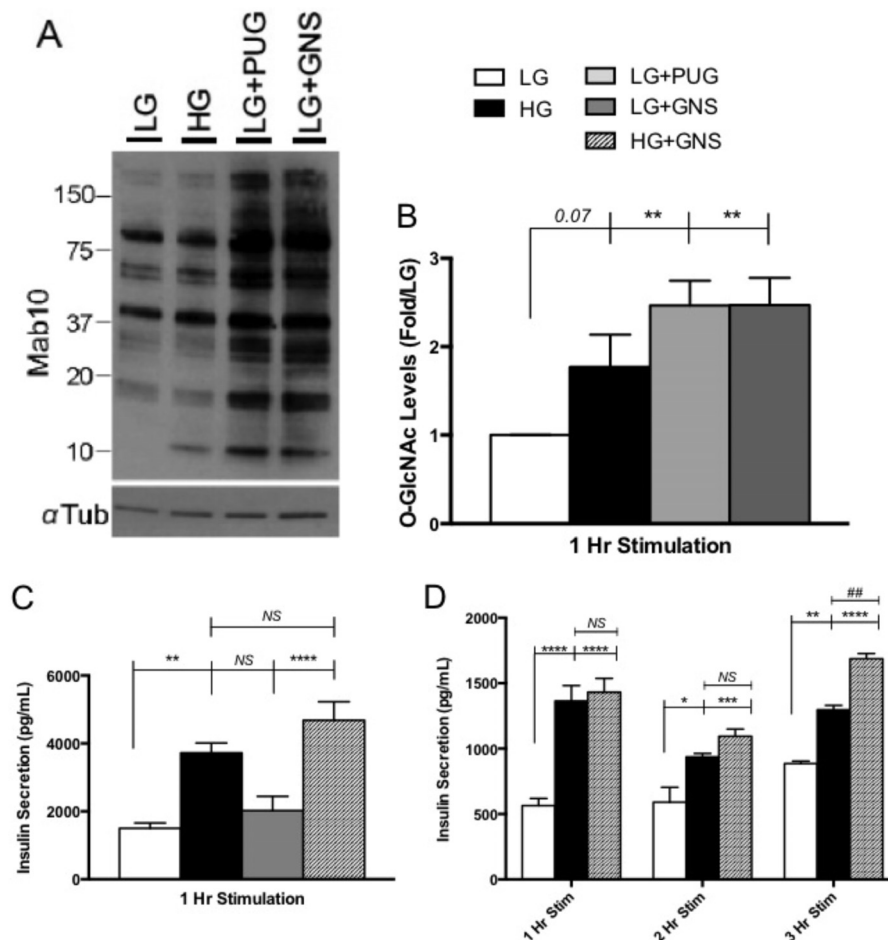 A
LG
HG
LG+PUG
LG+GNS
150
75
37
20
10
Mab10
αTub
LG
LG+PUG
HG
LG+GNS
HG+GNS
B
0.07
**
**
3
2
1
0
O-GlcNAc Levels (Fold/LG)
1 Hr Stimulation
C
NS
**
NS
****
6000
4000
2000
0
Insulin Secretion (pg/mL)
1 Hr Stimulation
D
##
NS
**
****
****
****
NS
*
***
2000
1500
1000
500
0
Insulin Secretion (pg/mL)
1 Hr Stim
2 Hr Stim
3 Hr Stim